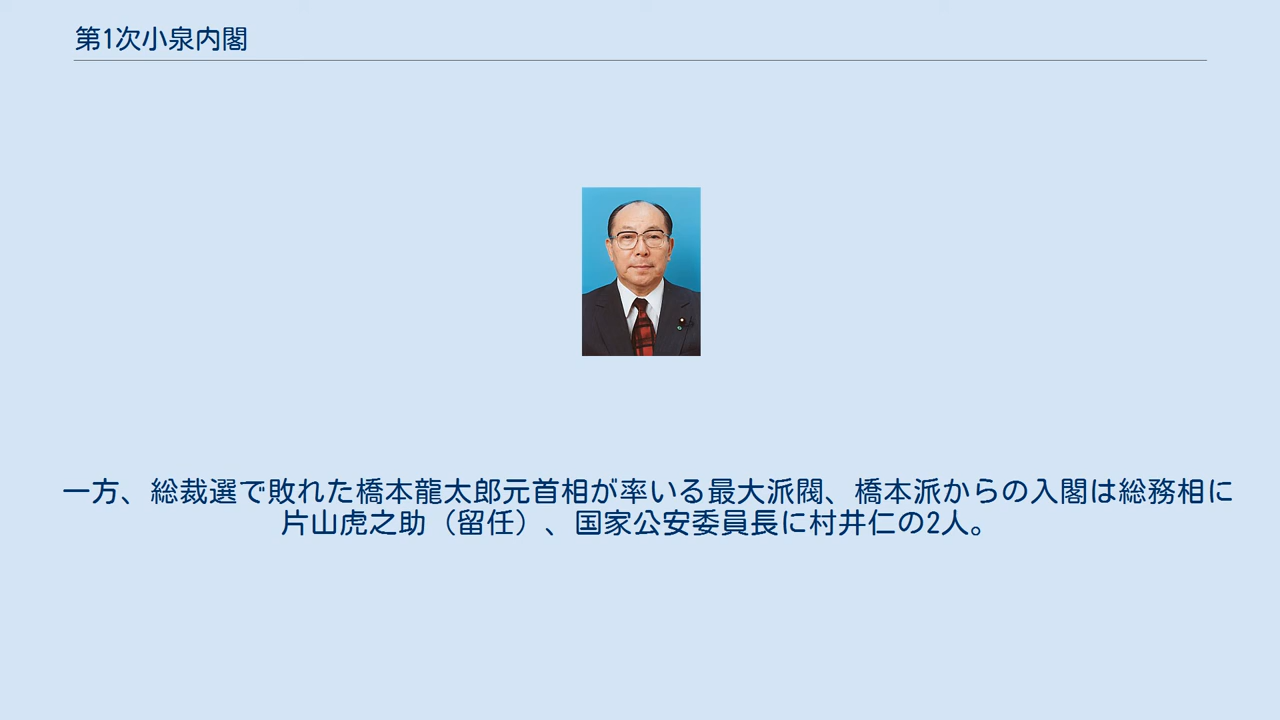 第1次小泉内閣
一方、総裁選で敗れた橋本龍太郎元首相が率いる最大派閥、橋本派からの入閣は総務相に
片山虎之助（留任）、国家公安委員長に村井仁の2人。